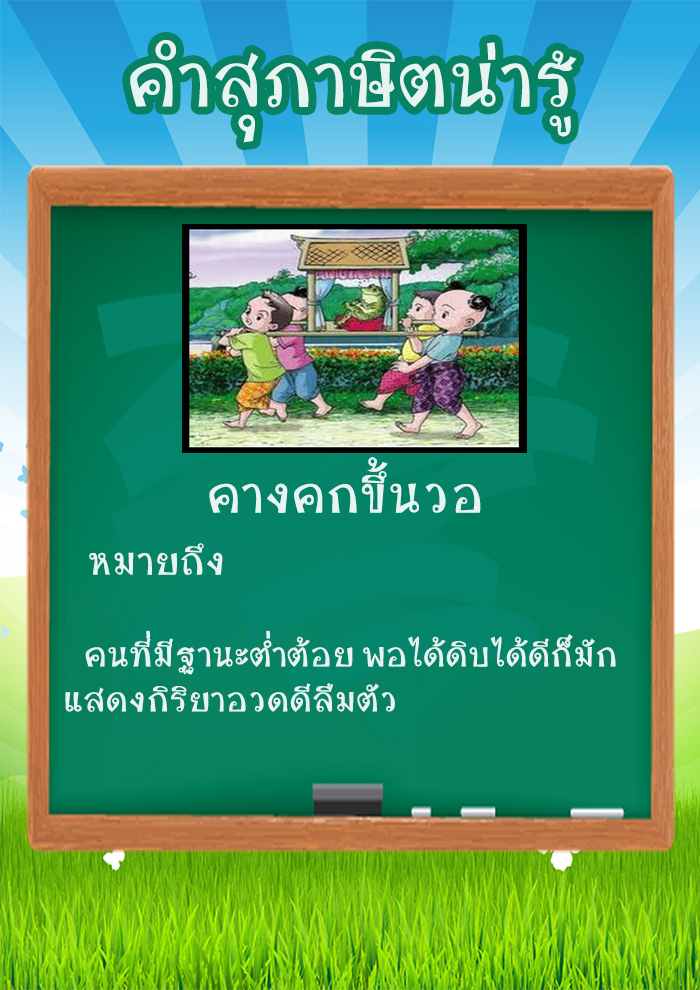 คำสุภาษิตน่ารู้
คางคกขึ้นวอ
หมายถึง
คนที่มีฐานะต่ำต้อย พอได้ดิบได้ดีก็มัก
แสดงกิริยาอวดดีลืมตัว